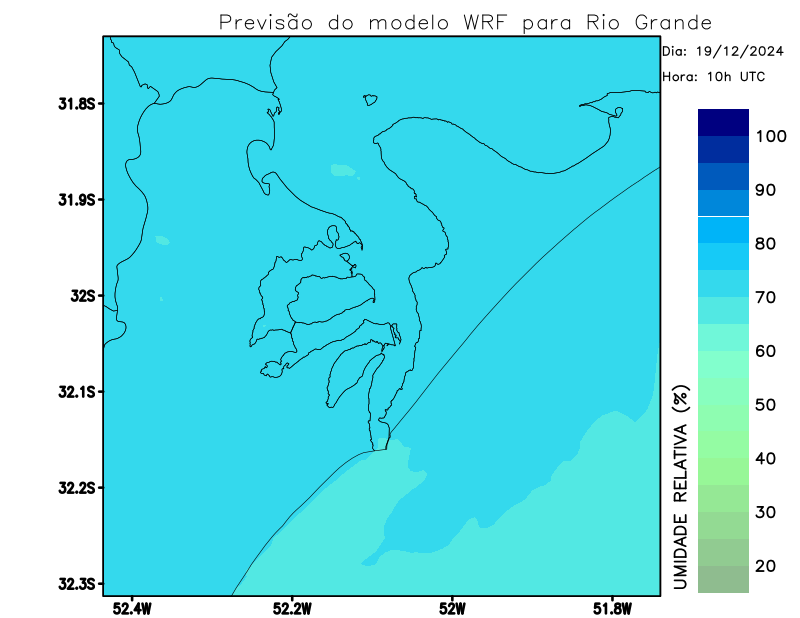 Previsão do modelo WRF para Rio Grande
Dia: 19/12/2024
Hora: 10h UTC
31.8S
31.9S
32S
32.1S
32.2S
32.3S
52.4W
52.2W
52W
51.8W
UMIDADE RELATIVA (%)
100
90
80
70
60
50
40
30
20